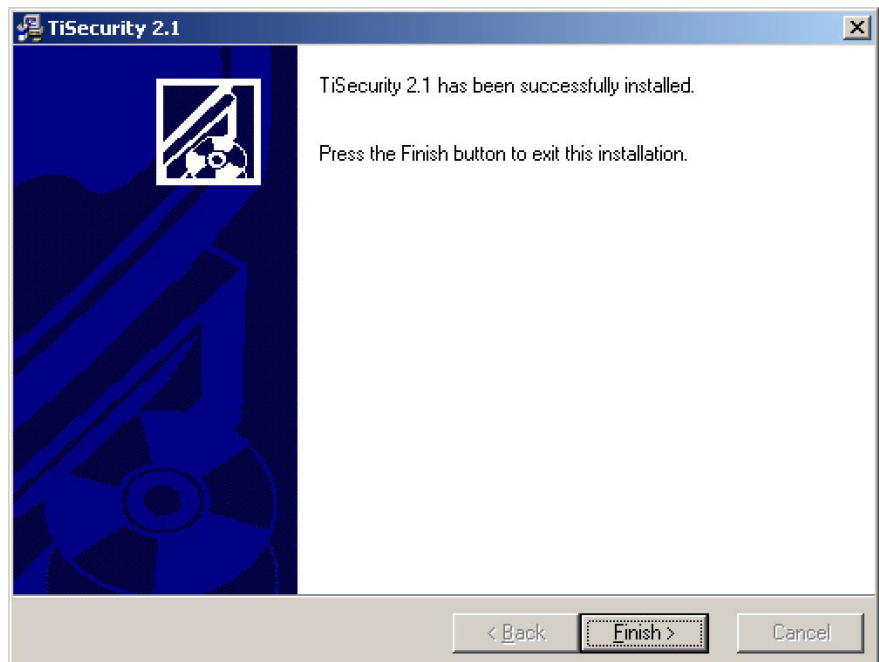 TiSecurity 2.1
TiSecurity 2.1 has been successfully installed.
Press the Finish button to exit this installation.
< Back
Finish >
Cancel